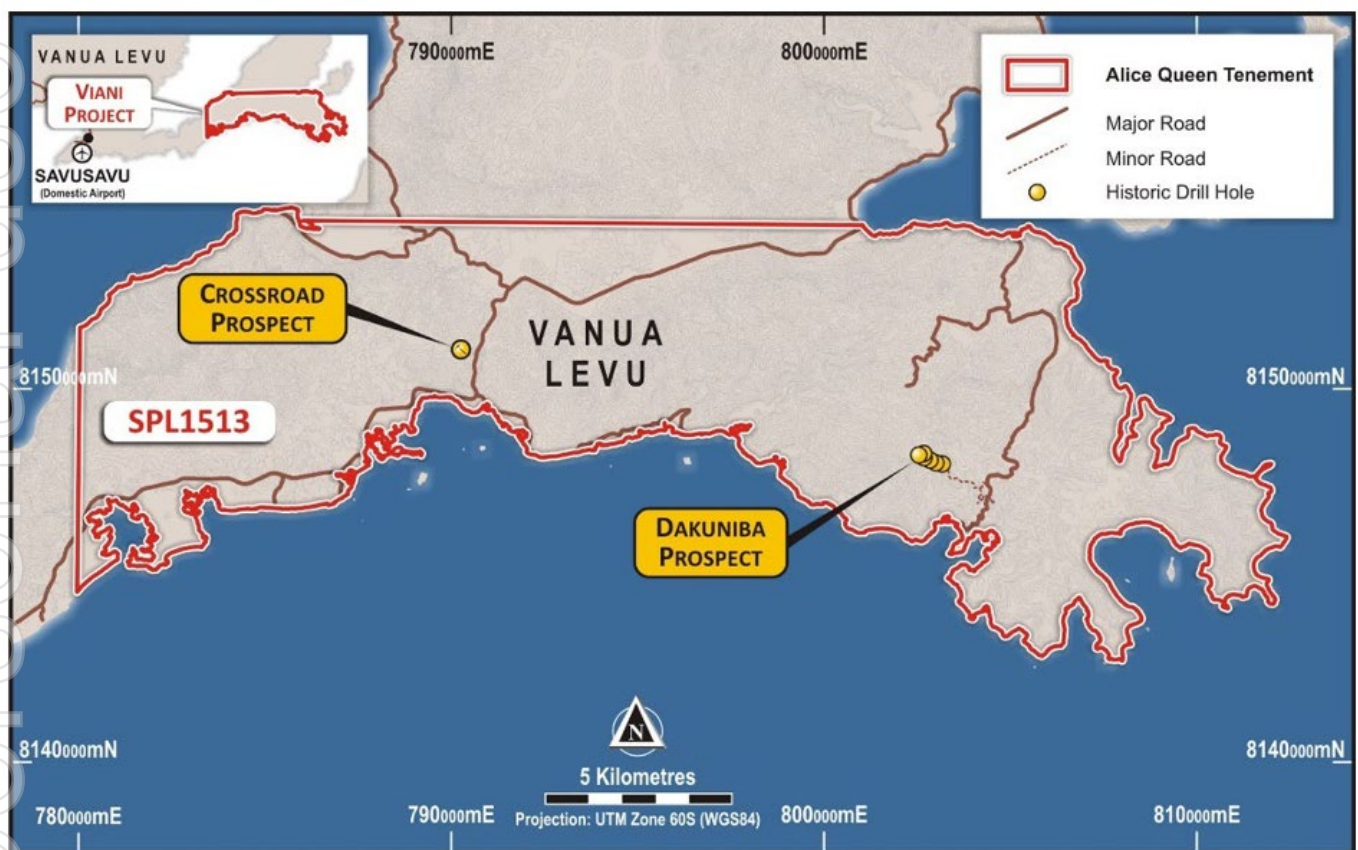 VANUA LEVU
VIANI
PROJECT
SAVUSAVU
(Domestic Airport)
790000mE
800000mE
Alice Queen Tenement
Major Road
Minor Road
Historic Drill Hole
CROSSROAD
PROSPECT
VANUA
LEVU
8150000mN
8150000mN
SPL1513
DAKUNIBA
PROSPECT
N
8140000mN
8140000mN
5 Kilometres
Projection: UTM Zone 60S (WGS84)
780000mE
790000mE
800000mE
810000mE